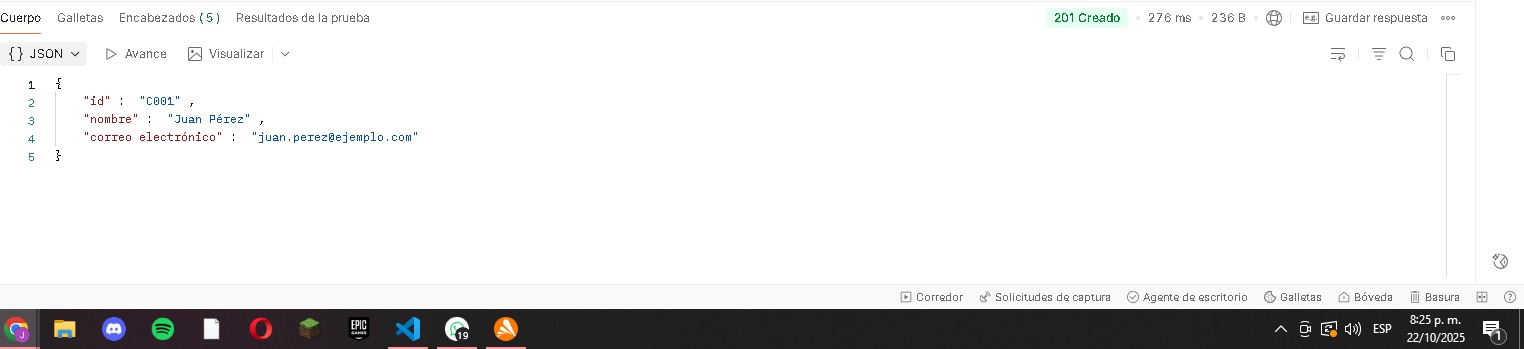 Cuerpo Galletas Encabezados (5) Resultados de la prueba 201 Creado • 276 ms • 236 B • e.g. Guardar respuesta
{} JSON Avance Visualizar
1 {
2 "id" : "C001" ,
3 "nombre" : "Juan Pérez" ,
4 "correo electrónico" : "juan.perez@ejemplo.com"
5 }
Corredor Solicitudes de captura Agente de escritorio Galletas Bóveda Basura
J EPIC GAMES 19 ESP 8:25 p. m.
22/10/2025 1